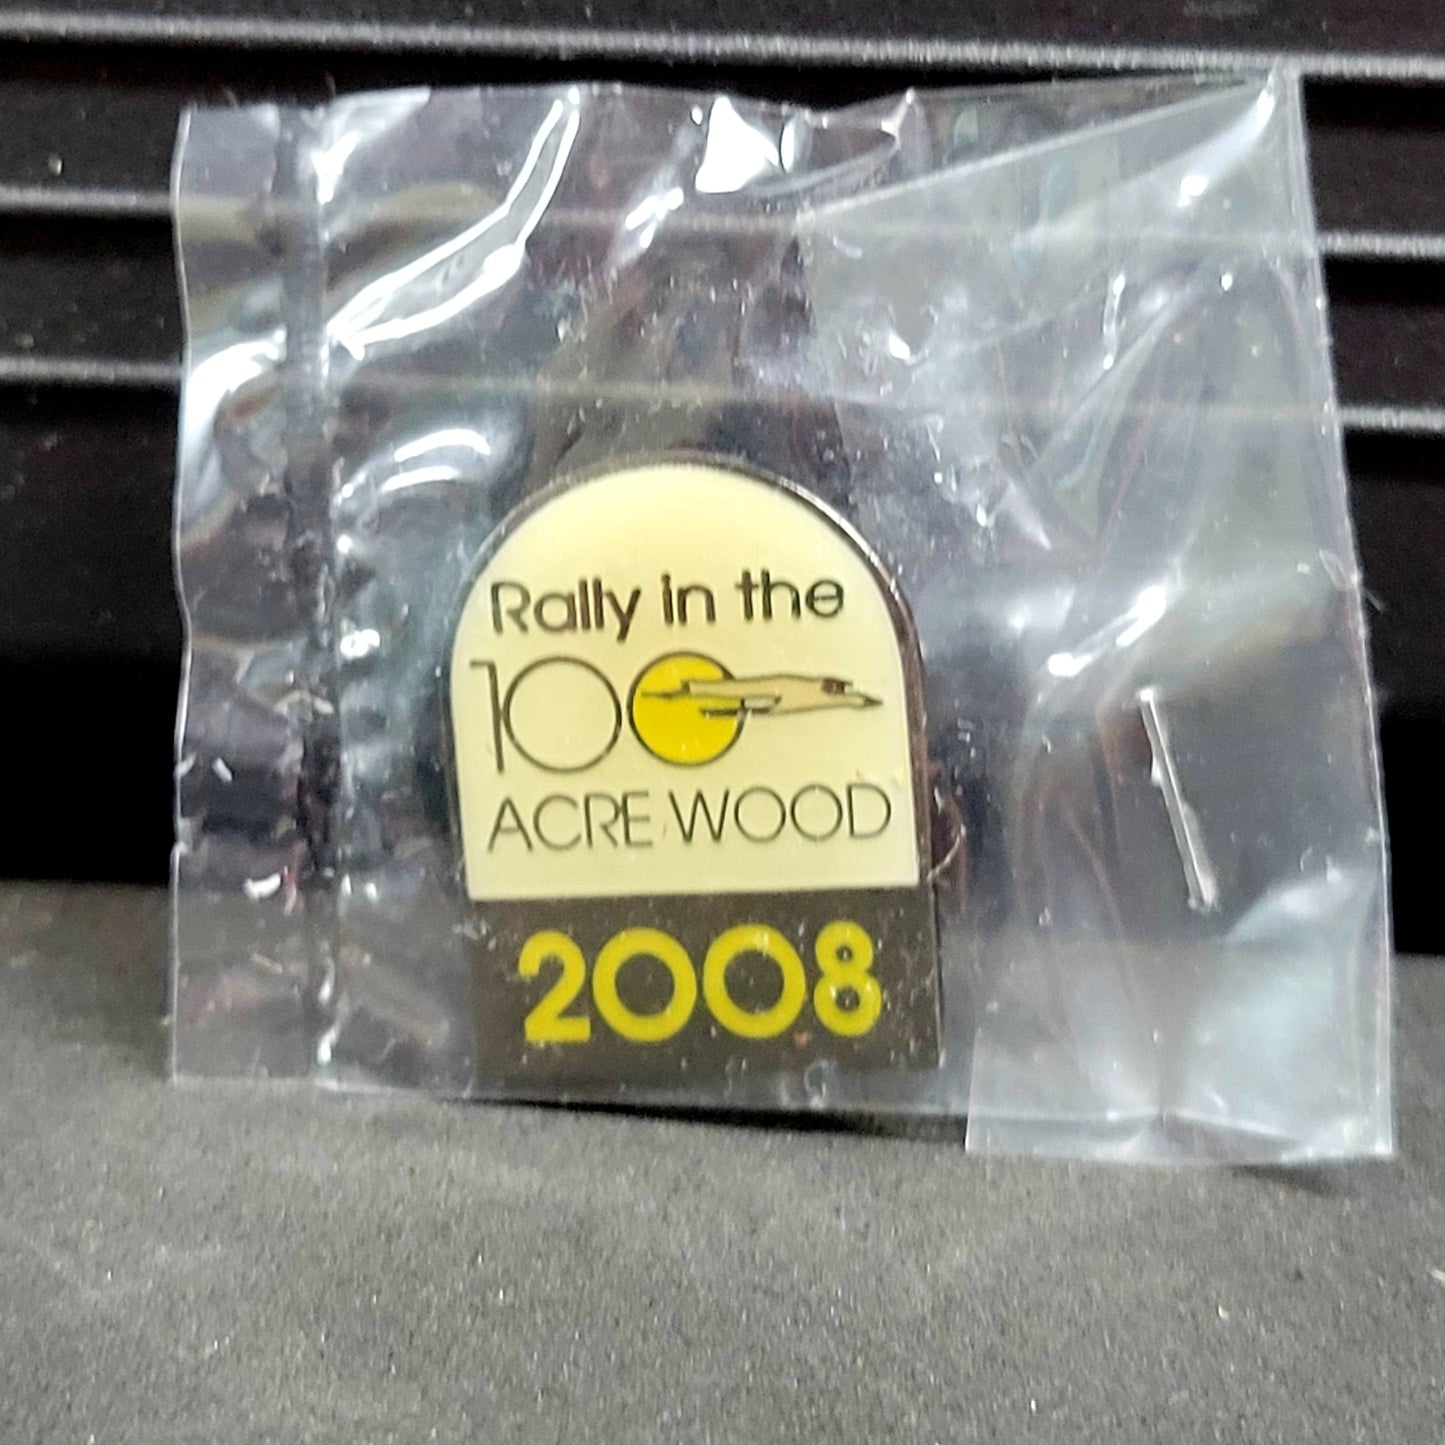 Rally in the
100
ACRE WOOD
2008